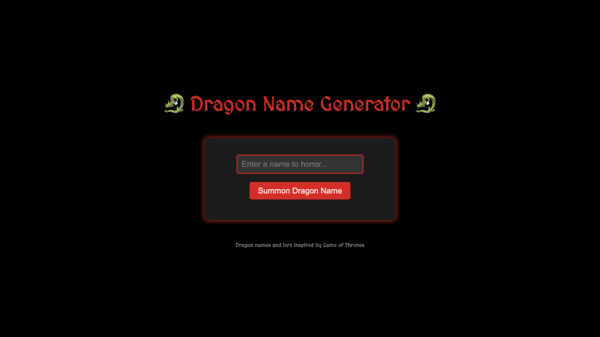 Dragon Name Generator
Enter a name to honor...
Summon Dragon Name
Dragon names and lore inspired by Game of Thrones